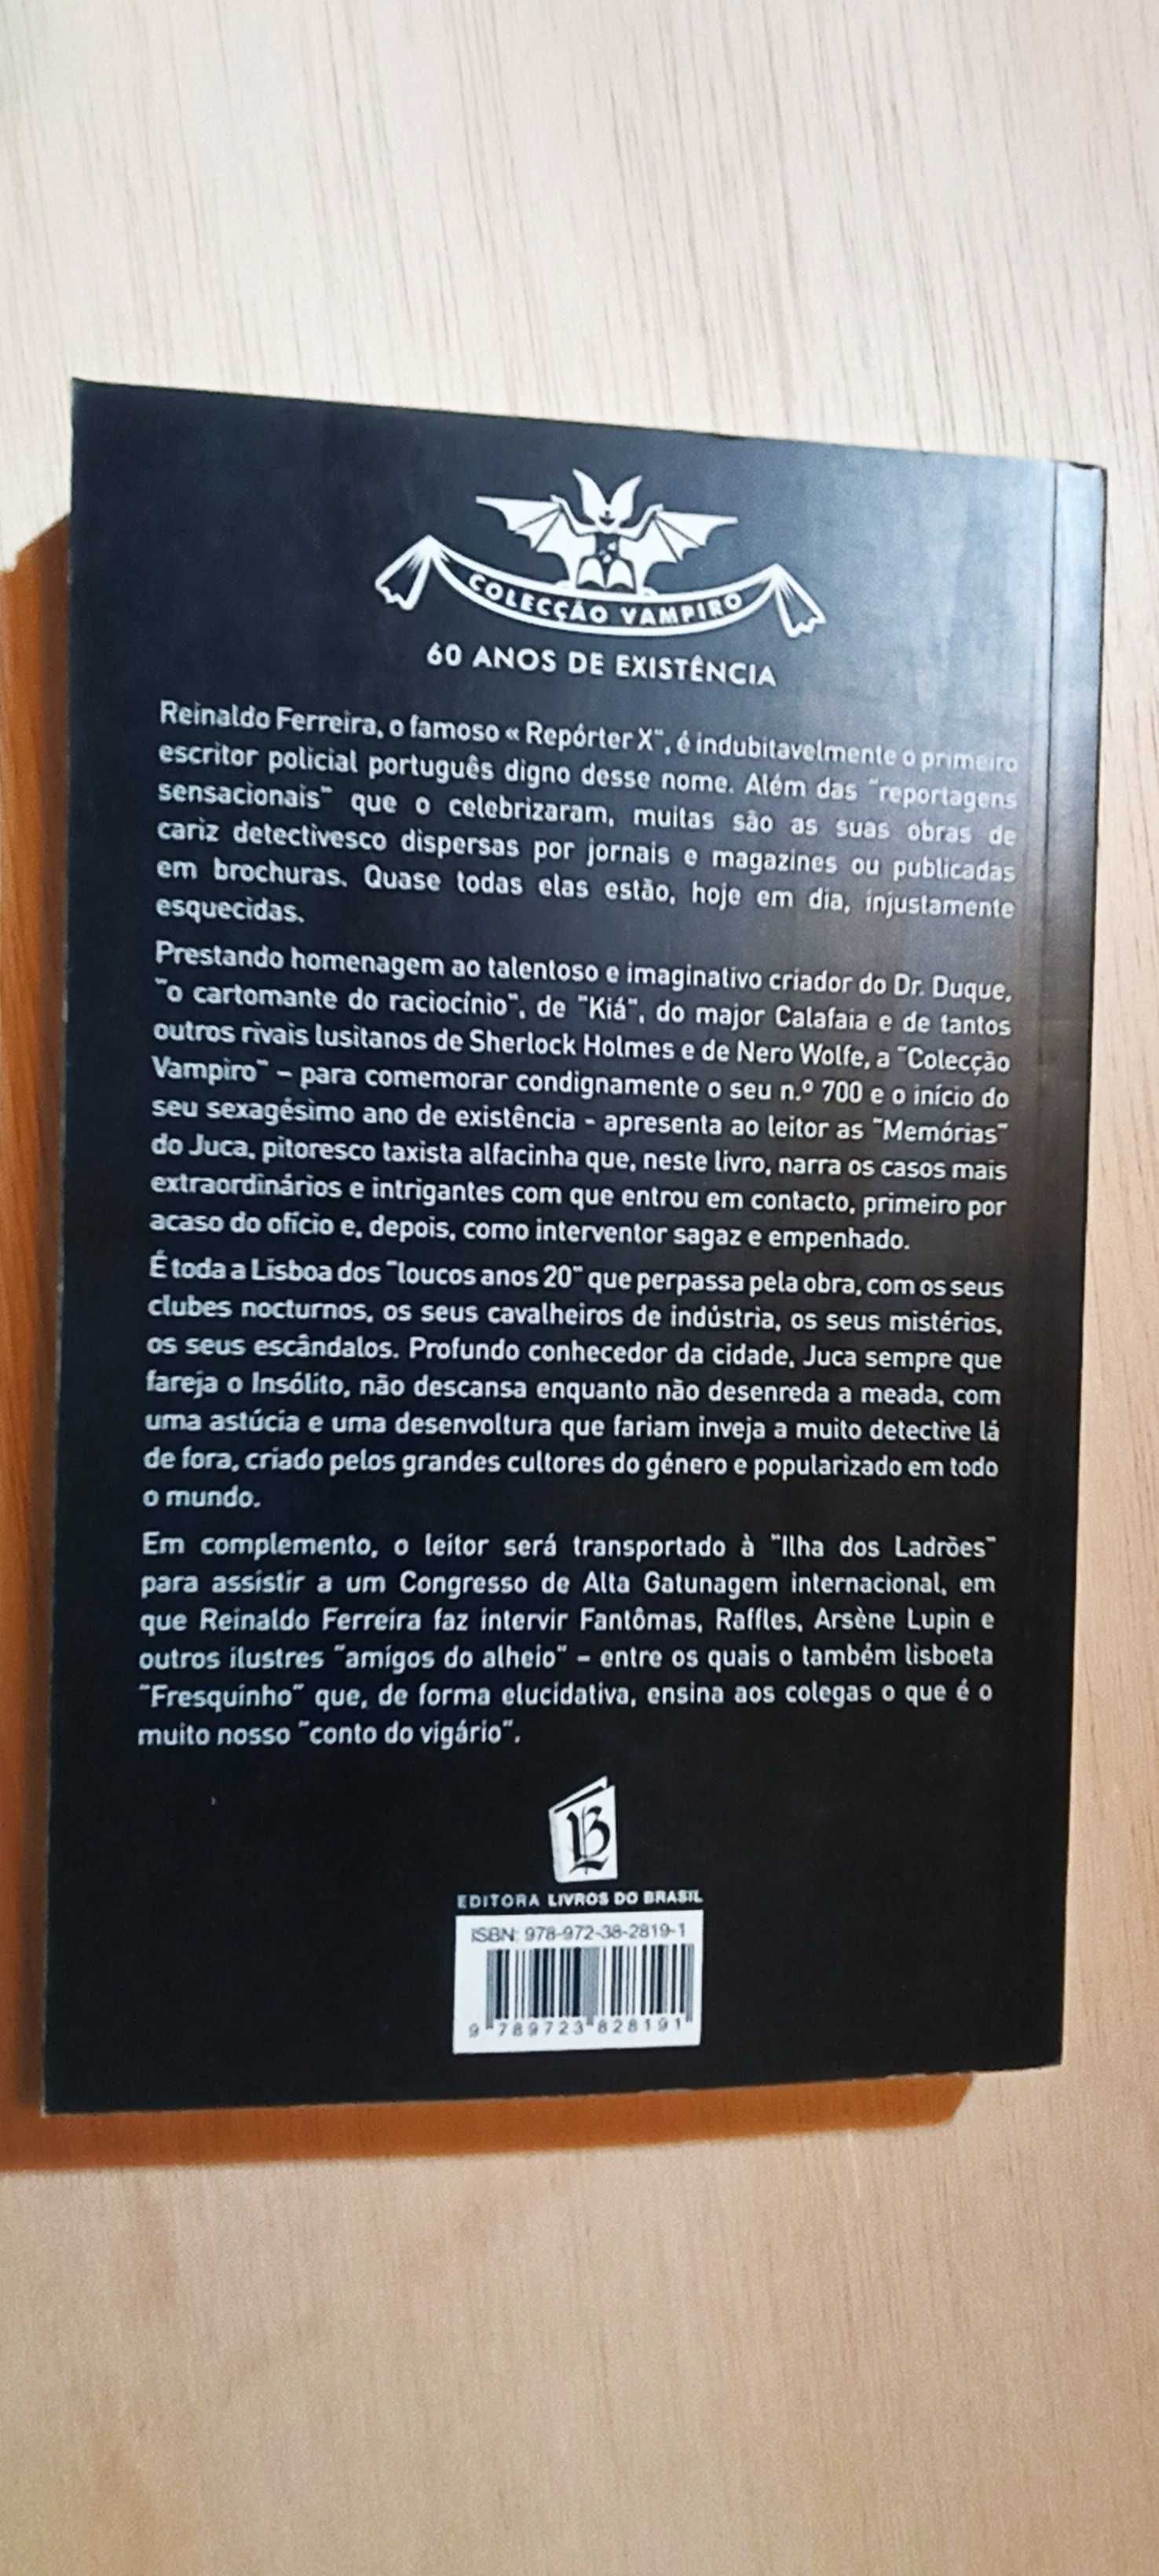 COLECÇÃO VAMPIRO
60 ANOS DE EXISTÊNCIA
Reinaldo Ferreira, o famoso « Repórter X", é indubitavelmente o primeiro
escritor policial português digno desse nome. Além das "reportagens
sensacionais" que o celebrizaram, muitas são as suas obras de
cariz detectivesco dispersas por jornais e magazines ou publicadas
em brochuras. Quase todas elas estão, hoje em dia, injustamente
esquecidas.
Prestando homenagem ao talentoso e imaginativo criador do Dr. Duque,
"o cartomante do raciocínio", de "Kiá", do major Calafaia e de tantos
outros rivais lusitanos de Sherlock Holmes e de Nero Wolfe, a "Colecção
Vampiro" – para comemorar condignamente o seu n.º 700 e o início do
seu sexagésimo ano de existência - apresenta ao leitor as "Memórias"
do Juca, pitoresco taxista alfacinha que, neste livro, narra os casos mais
extraordinários e intrigantes com que entrou em contacto, primeiro por
acaso do ofício e, depois, como interventor sagaz e empenhado.
É toda a Lisboa dos "loucos anos 20" que perpassa pela obra, com os seus
clubes nocturnos, os seus cavalheiros de indústria, os seus mistérios,
os seus escândalos. Profundo conhecedor da cidade, Juca sempre que
fareja o Insólito, não descansa enquanto não desenreda a meada, com
uma astúcia e uma desenvoltura que fariam inveja a muito detective lá
de fora, criado pelos grandes cultores do género e popularizado em todo
o mundo.
Em complemento, o leitor será transportado à "Ilha dos Ladrões"
para assistir a um Congresso de Alta Gatunagem internacional, em
que Reinaldo Ferreira faz intervir Fantômas, Raffles, Arsène Lupin e
outros ilustres "amigos do alheio" – entre os quais o também lisboeta
"Fresquinho" que, de forma elucidativa, ensina aos colegas o que é o
muito nosso "conto do vigário".
LB
EDITORA LIVROS DO BRASIL
ISBN: 978-972-38-2819-1
9 789723 828191